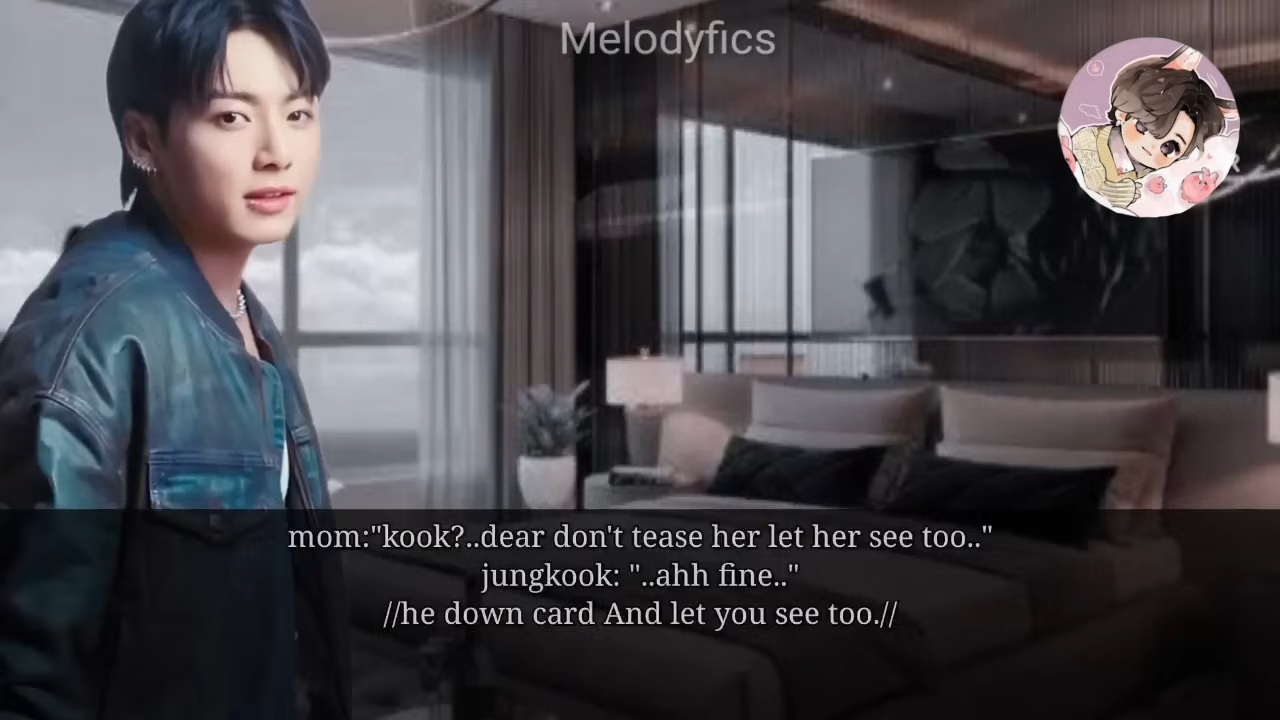 Melodyfics
mom:"kook?..dear don't tease her let her see too.."
jungkook: "..ahh fine.."
//he down card And let you see too.//